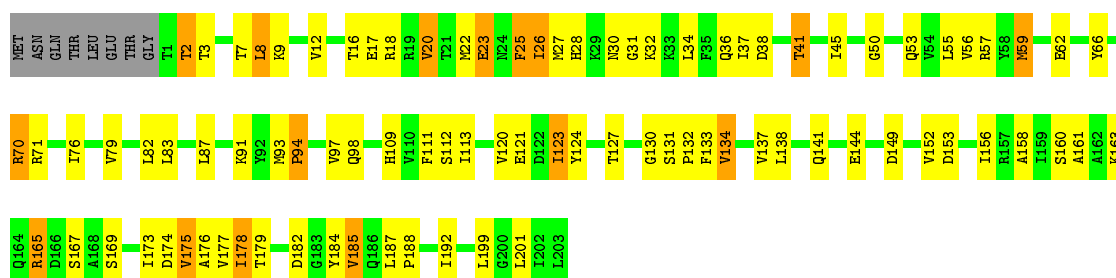 MET ASN GLN THR LEU GLU THR GLY T1 T2 T3 T7 L8 K9 V12 T16 E17 R18 R19 V20 T21 M22 E23 N24 F25 I26 M27 H28 K29 N30 G31 K32 K33 L34 F35 Q36 I37 D38 T41 I45 G50 Q53 V54 L55 V56 R57 Y58 M59 E62 Y66
R70 R71 I76 V79 L82 L83 L87 K91 Y92 M93 P94 V97 Q98 H109 V110 F111 S112 I113 V120 E121 D122 I123 Y124 T127 G130 S131 P132 F133 V134 V137 L138 Q141 E144 D149 V152 D153 I156 R157 A158 I159 S160 A161 A162 K163
Q164 R165 D166 S167 A168 S169 I173 D174 V175 A176 V177 I178 T179 D182 G183 Y184 V185 Q186 L187 P188 I192 L199 G200 L201 I202 L203